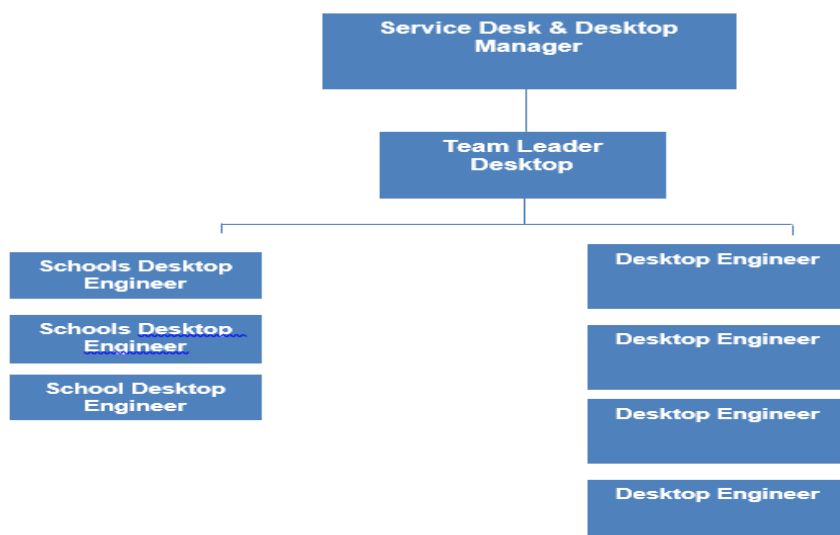 Service Desk & Desktop
Manager
Team Leader
Desktop
Schools Desktop
Engineer
Schools Desktop
Engineer
School Desktop
Engineer
Desktop Engineer
Desktop Engineer
Desktop Engineer
Desktop Engineer